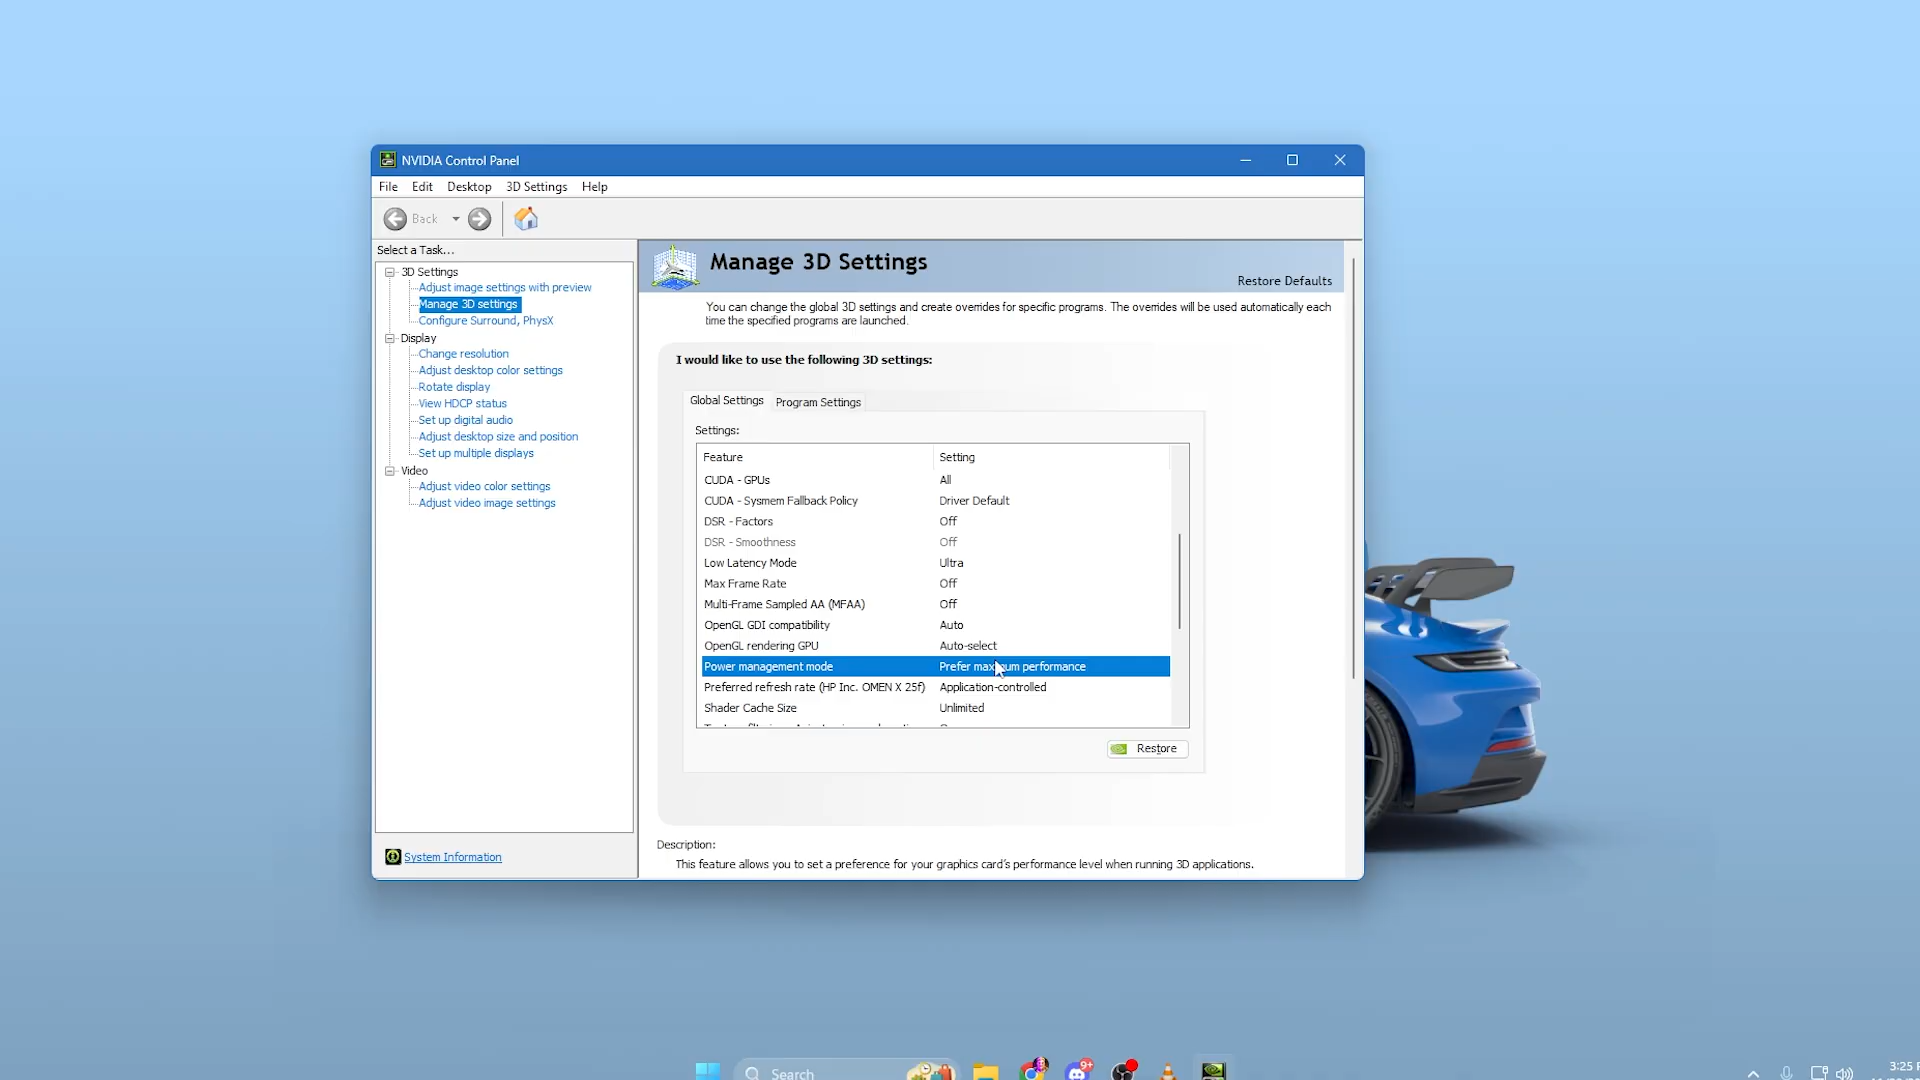 NVIDIA Control Panel
File Edit Desktop 3D Settings Help
Back
Select a Task...
3D Settings
Adjust image settings with preview
Manage 3D settings
Configure Surround, PhysX
Display
Change resolution
Adjust desktop color settings
Rotate display
View HDCP status
Set up digital audio
Adjust desktop size and position
Set up multiple displays
Video
Adjust video color settings
Adjust video image settings
System Information
Manage 3D Settings
Restore Defaults
You can change the global 3D settings and create overrides for specific programs. The overrides will be used automatically each
time the specified programs are launched.
I would like to use the following 3D settings:
Global Settings Program Settings
Settings:
Feature Setting
CUDA - GPUs All
CUDA - Sysmem Fallback Policy Driver Default
DSR - Factors Off
DSR - Smoothness Off
Low Latency Mode Ultra
Max Frame Rate Off
Multi-Frame Sampled AA (MFAA) Off
OpenGL GDI compatibility Auto
OpenGL rendering GPU Auto-select
Power management mode Prefer maximum performance
Preferred refresh rate (HP Inc. OMEN X 25f) Application-controlled
Shader Cache Size Unlimited
Restore
Description:
This feature allows you to set a preference for your graphics card's performance level when running 3D applications.
Search
9+
3:25